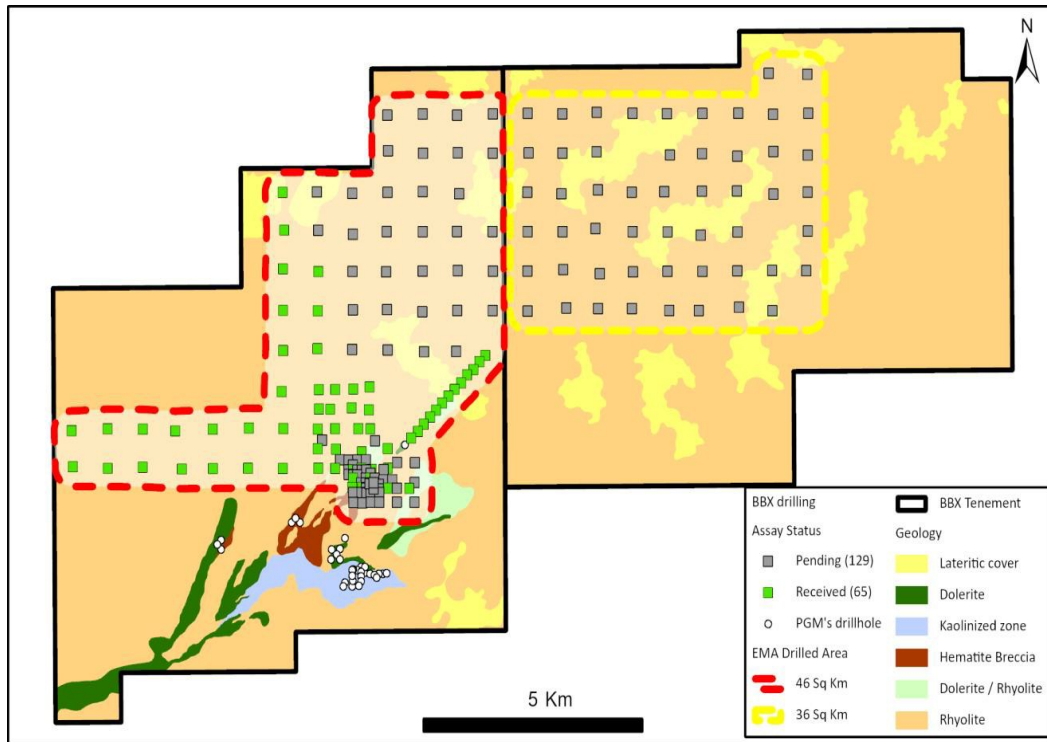 N
5 Km
BBX drilling
Assay Status
Pending (129)
Received (65)
PGM's drillhole
EMA Drilled Area
46 Sq Km
36 Sq Km
BBX Tenement
Geology
Lateritic cover
Dolerite
Kaolinized zone
Hematite Breccia
Dolerite / Rhyolite
Rhyolite